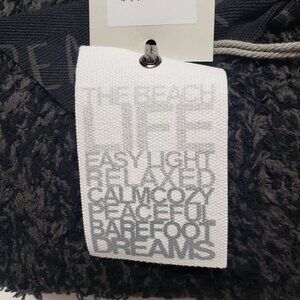 THE BEACH
LIFE
EASY LIGHT
RELAXED
CALM COZY
PEACEFUL
BAREFOOT
DREAMS